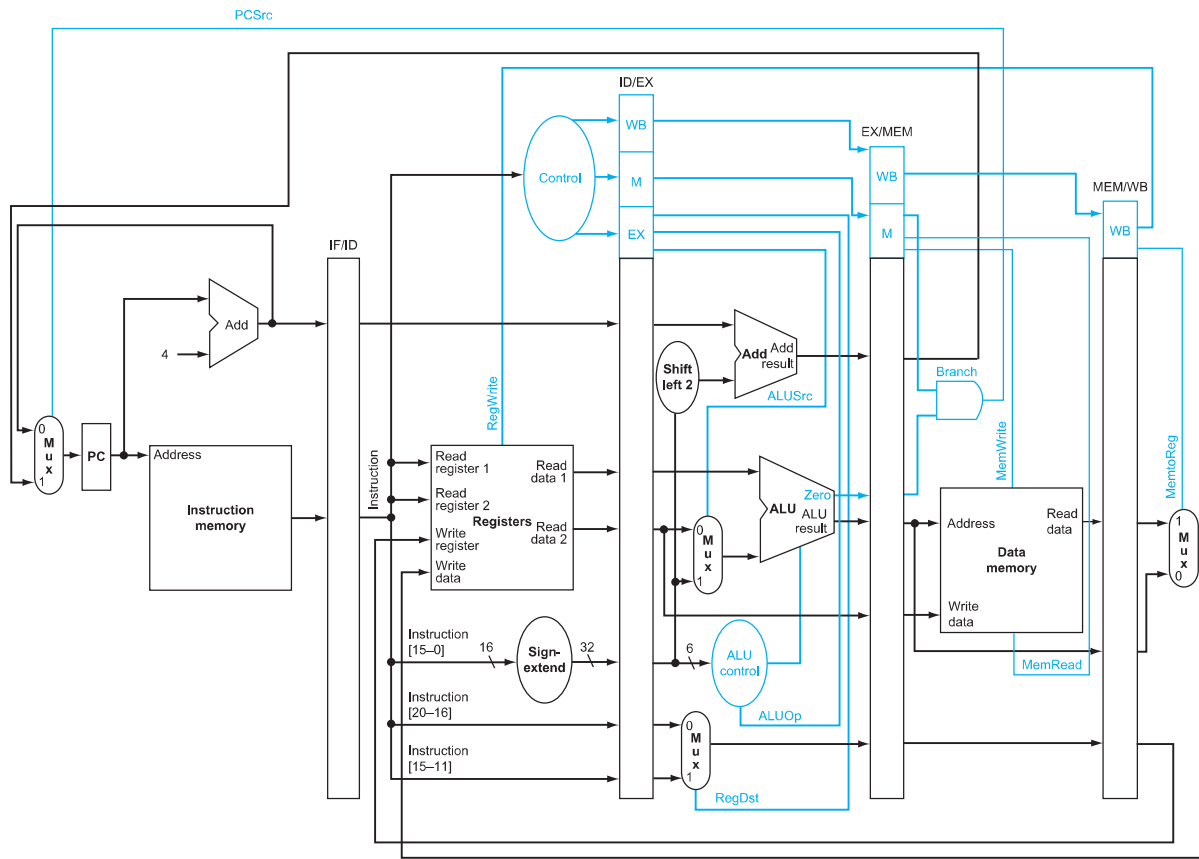 PCSrc
ID/EX
WB
EX/MEM
Control
M
WB
MEM/WB
EX
M
WB
IF/ID
Add
4
Add
Add
result
Shift
left 2
Branch
ALUSrc
RegWrite
MemWrite
MemtoReg
0
M
u
x
1
PC
Address
Instruction
memory
Instruction
Read
register 1
Read
data 1
Read
register 2
Registers
Read
data 2
Write
register
Write
data
0
M
u
x
1
Zero
ALU
ALU
result
Address
Read
data
Data
memory
Write
data
1
M
u
x
0
Instruction
[15–0]
16
Sign-
extend
32
6
ALU
control
MemRead
Instruction
[20–16]
ALUOp
0
M
u
x
1
Instruction
[15–11]
RegDst